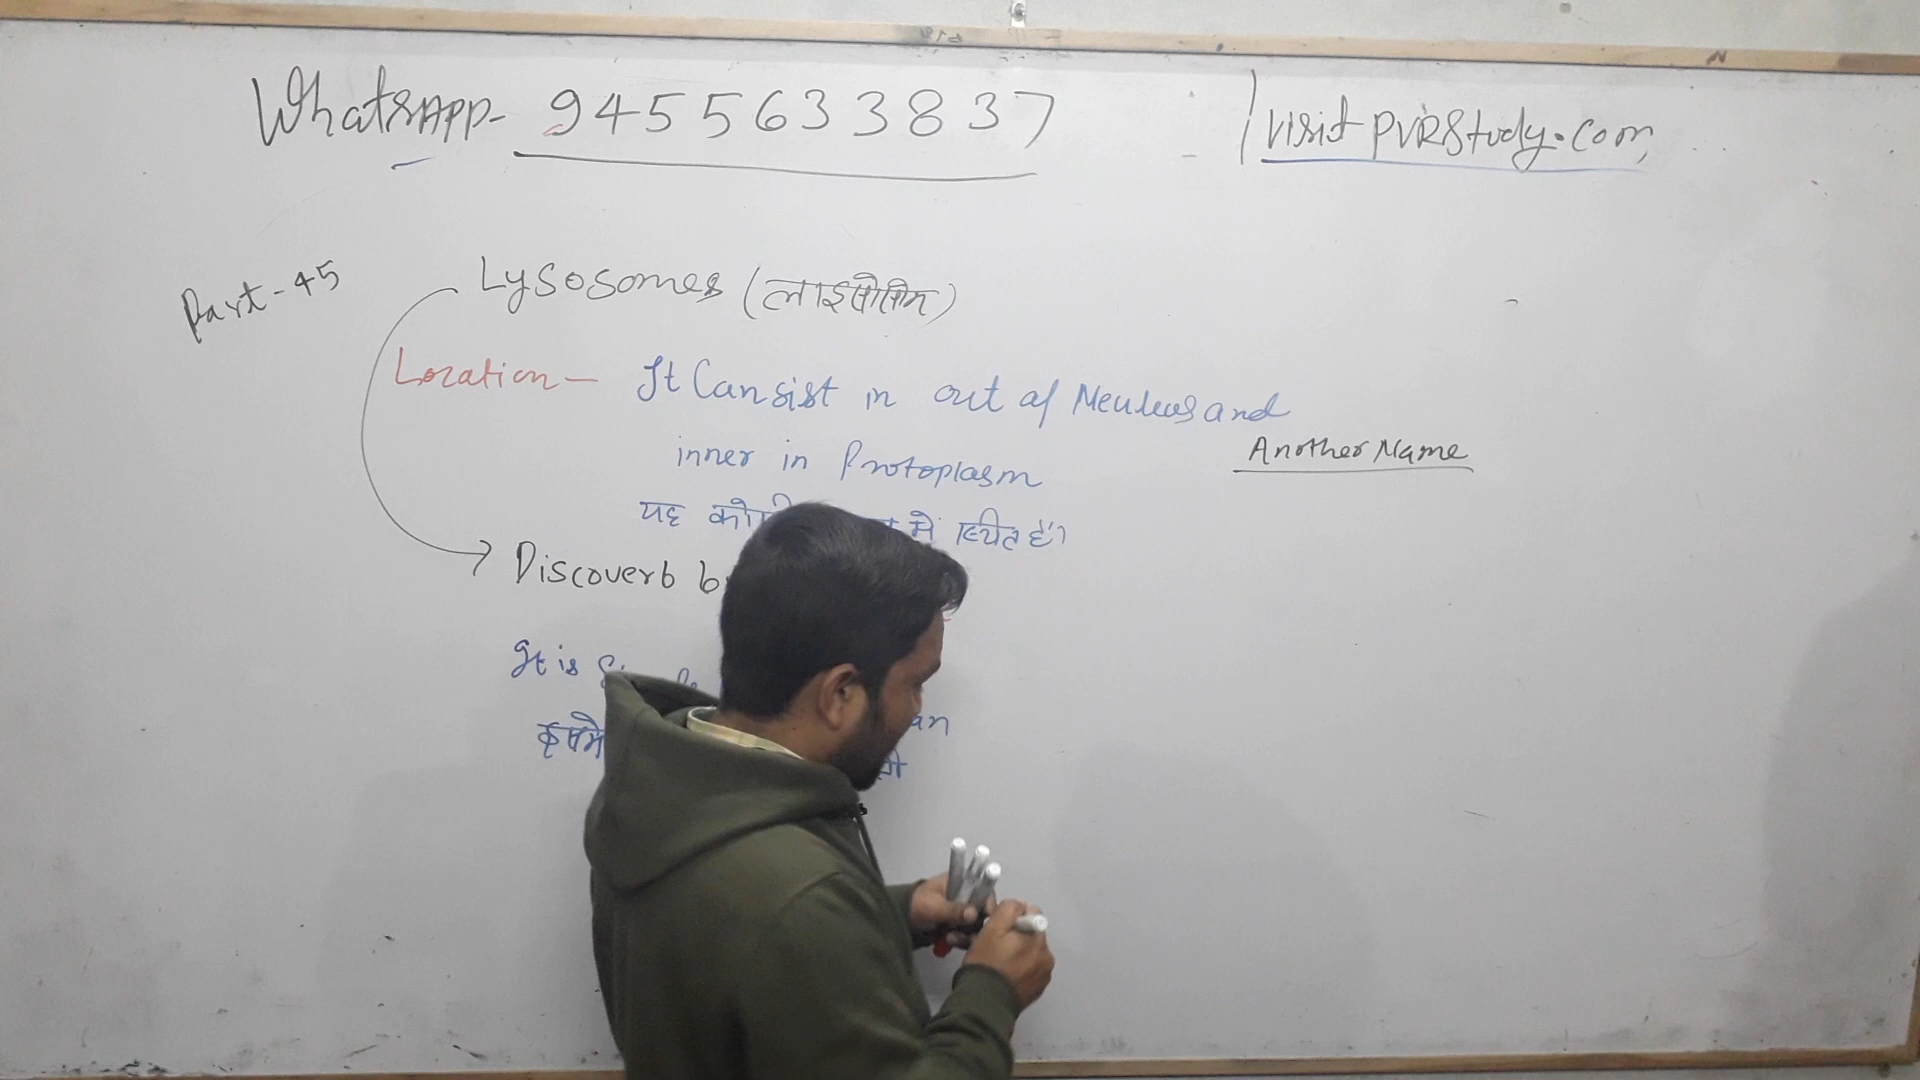 WhatsAPP- 9455633837
visit pvRStudy.com
Part-45
Lysosomes (लाइसोसोम)
Location- It Cansist in out of Neuleus and
inner in Protoplasm
Another Name
यह में स्थित हैं।
Discoverb
It is
an